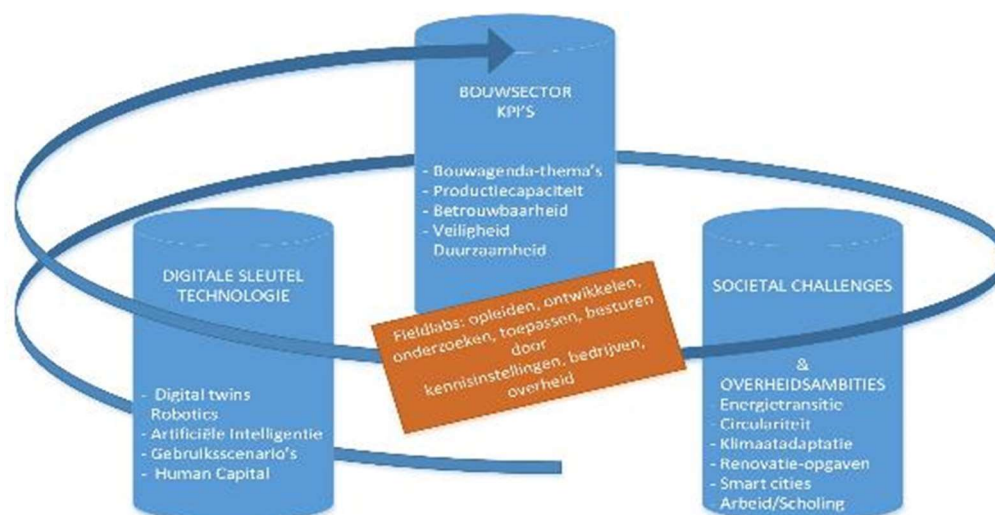 BOUWSECTOR
KPI'S
- Bouwagenda-thema's
- Productiecapaciteit
- Betrouwbaarheid
- Veiligheid
Duurzaamheid
DIGITALE SLEUTEL
TECHNOLOGIE
- Digital twins
Robotics
- Artificiële Intelligentie
- Gebruiksscenario's
- Human Capital
Fieldlabs: opleiden, ontwikkelen,
onderzoeken, toepassen, besturen
door
kennisinstellingen, bedrijven,
overheid
SOCIETAL CHALLENGES
&
OVERHEIDSAMBITIES
- Energietransitie
- Circulariteit
- Klimaatadaptatie
- Renovatie-opgaven
- Smart cities
Arbeid/Scholing